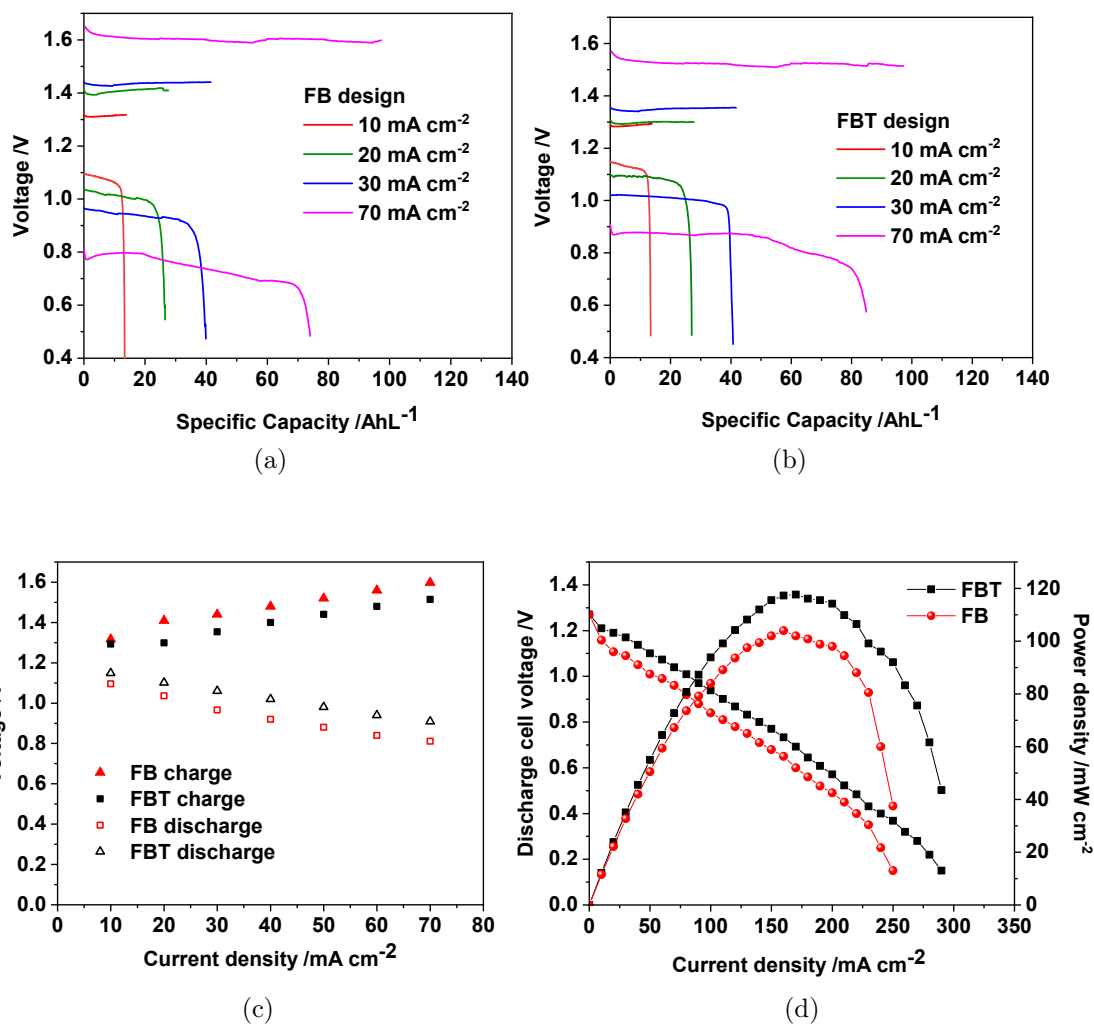 1.6
1.4
1.2
1.0
0.8
0.6
0.4
Voltage /V
FB design
10 mA cm-2
20 mA cm-2
30 mA cm-2
70 mA cm-2
0 20 40 60 80 100 120 140
Specific Capacity /AhL-1
(a)
1.6
1.4
1.2
1.0
0.8
0.6
0.4
Voltage /V
FBT design
10 mA cm-2
20 mA cm-2
30 mA cm-2
70 mA cm-2
0 20 40 60 80 100 120 140
Specific Capacity /AhL-1
(b)
1.6
1.4
1.2
1.0
0.8
0.6
0.4
0.2
0.0
FB charge
FBT charge
FB discharge
FBT discharge
0 10 20 30 40 50 60 70 80
Current density /mA cm-2
(c)
1.4
1.2
1.0
0.8
0.6
0.4
0.2
0.0
Discharge cell voltage /V
FBT
FB
120
100
80
60
40
20
0
Power density /mW cm-2
0 50 100 150 200 250 300 350
Current density /mA cm-2
(d)